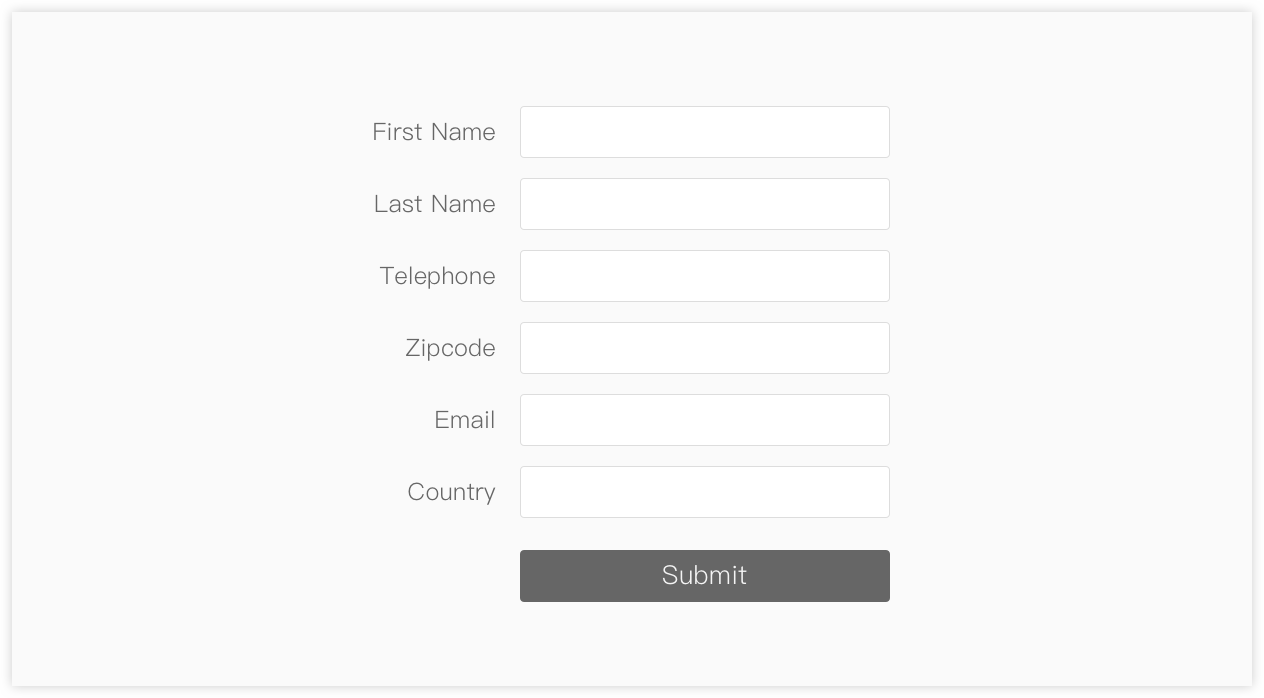 First Name
Last Name
Telephone
Zipcode
Email
Country
Submit